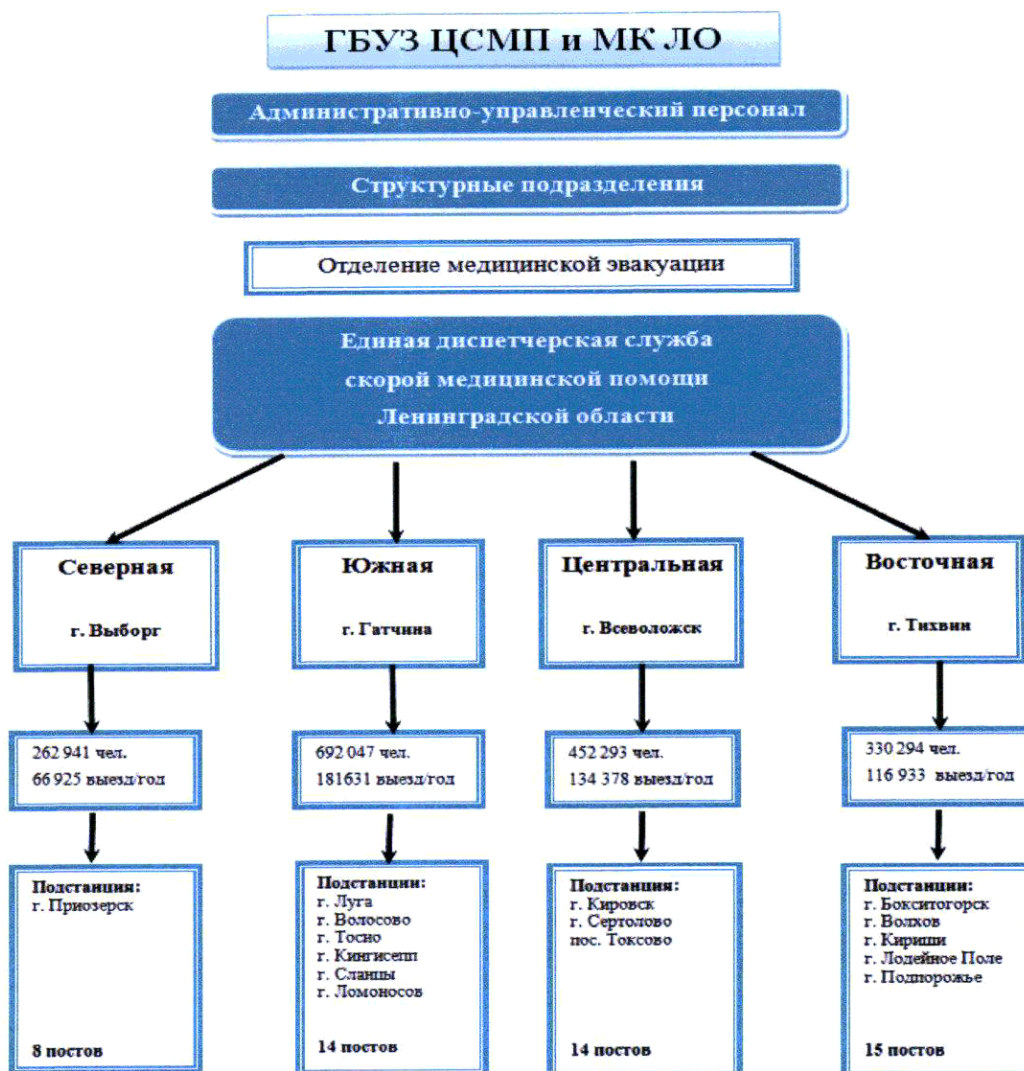 ГБУЗ ЦСМП и МК ЛО
Административно-управленческий персонал
Структурные подразделения
Отделение медицинской эвакуации
Единая диспетчерская служба
скорой медицинской помощи
Ленинградской области
Северная
г. Выборг
Южная
г. Гатчина
Центральная
г. Всеволожск
Восточная
г. Тихвин
262 941 чел.
66 925 выезд/год
692 047 чел.
181631 выезд/год
452 293 чел.
134 378 выезд/год
330 294 чел.
116 933 выезд/год
Подстанция:
г. Приозерск
8 постов
Подстанции:
г. Луга
г. Волосово
г. Тосно
г. Кингисепп
г. Сланцы
г. Ломоносов
14 постов
Подстанция:
г. Кировск
г. Сертолово
пос. Токсово
14 постов
Подстанции:
г. Бокситогорск
г. Волхов
г. Кириши
г. Лодейное Поле
г. Подпорожье
15 постов